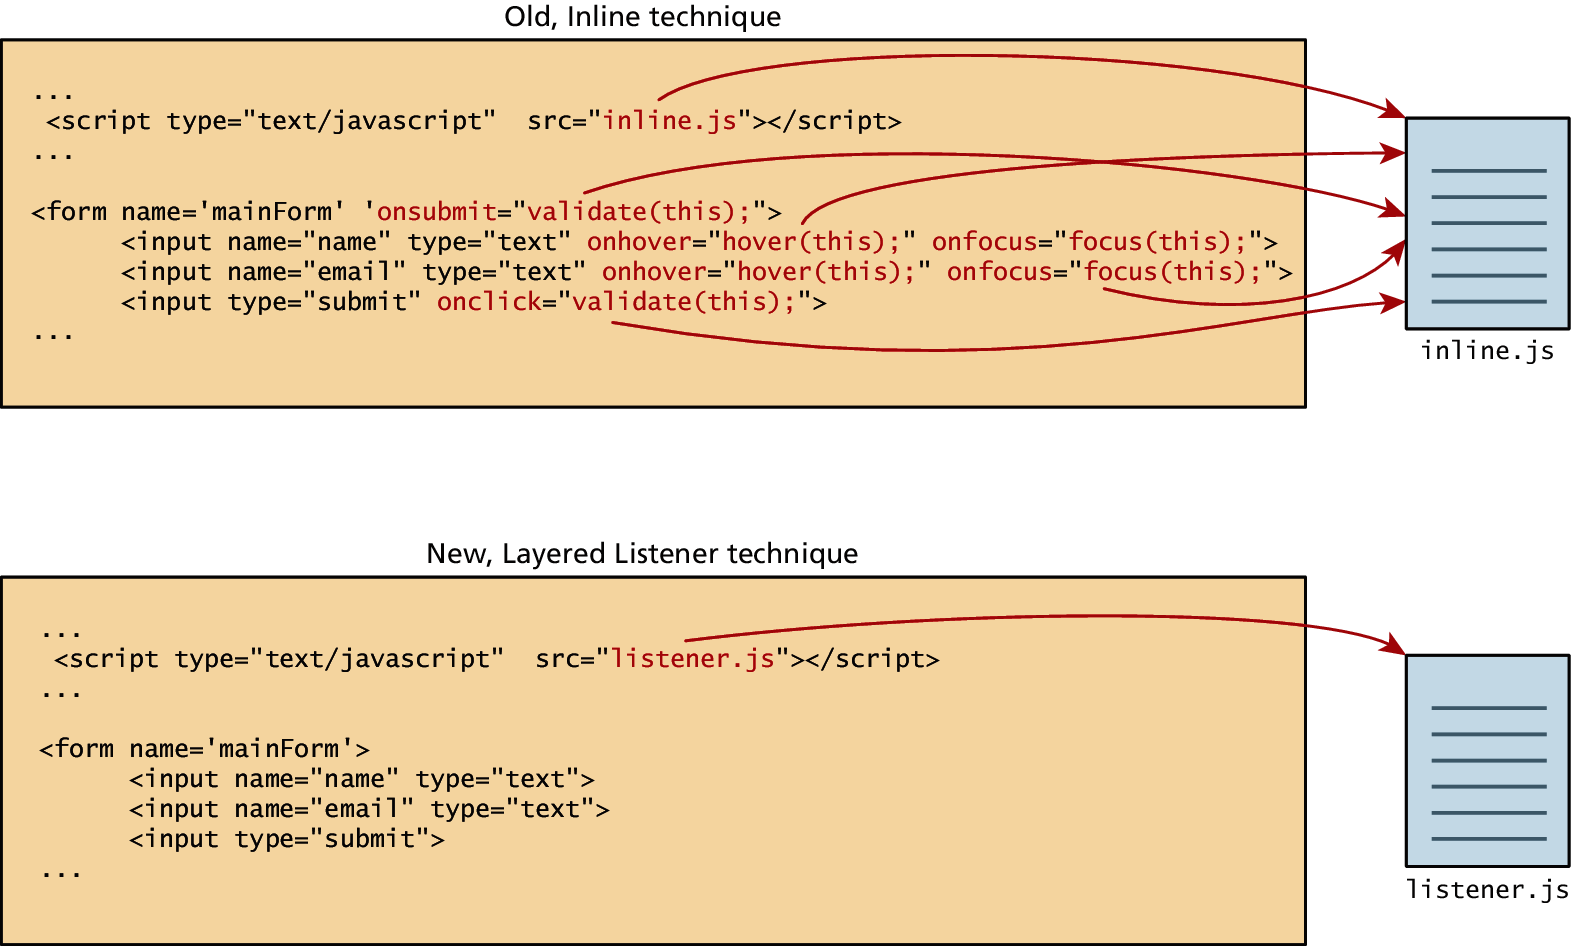 Old, Inline technique
...
<script type="text/javascript"  src="inline.js"></script>
...
<form name='mainForm' 'onsubmit="validate(this);">
<input name="name" type="text" onhover="hover(this);" onfocus="focus(this);">
<input name="email" type="text" onhover="hover(this);" onfocus="focus(this);">
<input type="submit" onclick="validate(this);">
...
inline.js
New, Layered Listener technique
...
<script type="text/javascript"  src="listener.js"></script>
...
<form name='mainForm'>
<input name="name" type="text">
<input name="email" type="text">
<input type="submit">
...
listener.js